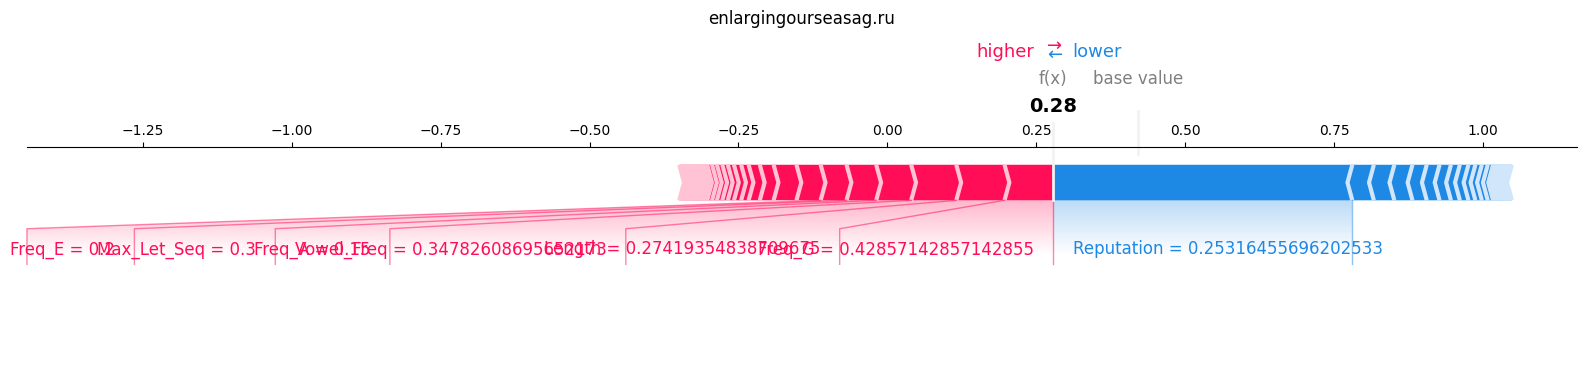 enlargingourseasag.ru
higher ⇄ lower
f(x) base value
0.28
−1.25 −1.00 −0.75 −0.50 −0.25 0.00 0.25 0.50 0.75 1.00
Freq_E = 0.2 Max_Let_Seq = 0.3 Freq_A = 0.15 Vowel_Freq = 0.34782608695652173 Length = 0.27419354838709675 Freq_G = 0.42857142857142855 Reputation = 0.25316455696202533